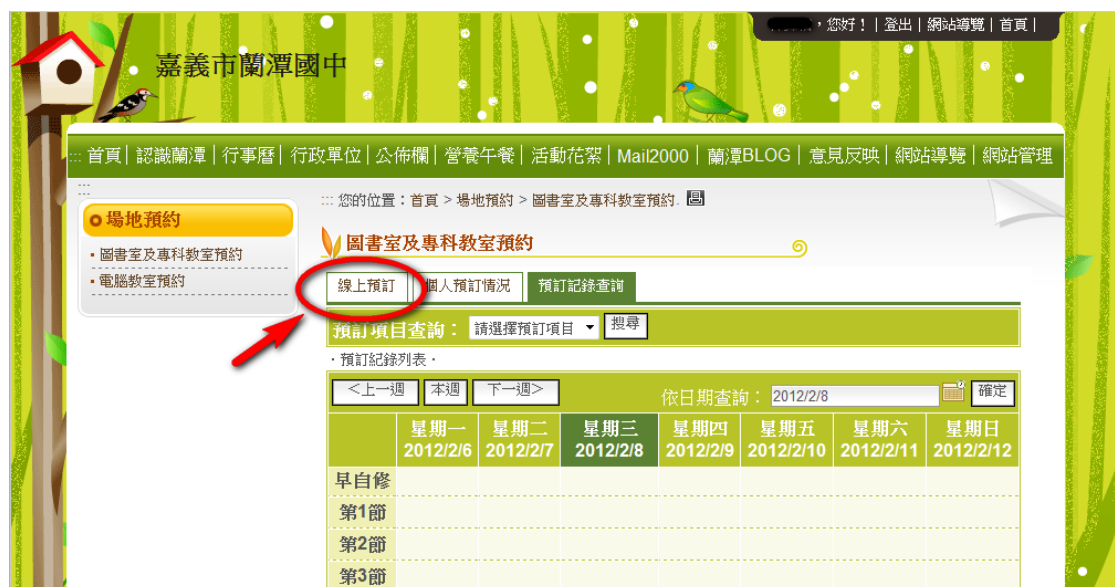 ，您好！ | 登出 | 網站導覽 | 首頁 |
嘉義市蘭潭國中
::: 首頁 | 認識蘭潭 | 行事曆 | 行政單位 | 公佈欄 | 營養午餐 | 活動花絮 | Mail2000 | 蘭潭BLOG | 意見反映 | 網站導覽 | 網站管理
:::
場地預約
圖書室及專科教室預約
電腦教室預約
::: 您的位置：首頁 > 場地預約 > 圖書室及專科教室預約
圖書室及專科教室預約
線上預訂 個人預訂情況 預訂記錄查詢
預訂項目查詢： 請選擇預訂項目 搜尋
・預訂紀錄列表・
<上一週 本週 下一週> 依日期查詢： 2012/2/8 確定
星期一 星期二 星期三 星期四 星期五 星期六 星期日
2012/2/6 2012/2/7 2012/2/8 2012/2/9 2012/2/10 2012/2/11 2012/2/12
早自修
第1節
第2節
第3節